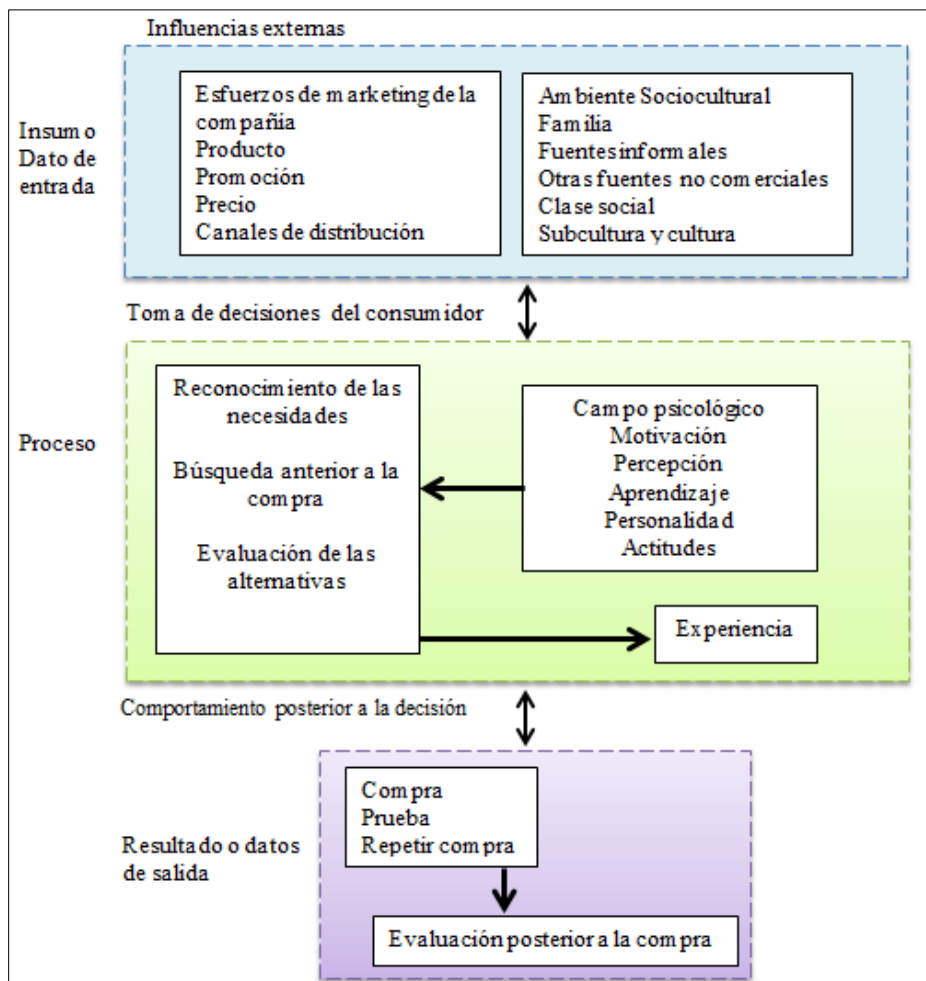 Influencias externas
Insumo
Dato de
entrada
Esfuerzos de marketing de la
compañía
Producto
Promoción
Precio
Canales de distribución
Ambiente Sociocultural
Familia
Fuentes informales
Otras fuentes no comerciales
Clase social
Subcultura y cultura
Toma de decisiones del consumidor
Proceso
Reconocimiento de las
necesidades
Búsqueda anterior a la
compra
Evaluación de las
alternativas
Campo psicológico
Motivación
Percepción
Aprendizaje
Personalidad
Actitudes
Experiencia
Comportamiento posterior a la decisión
Resultado o datos
de salida
Compra
Prueba
Repetir compra
Evaluación posterior a la compra